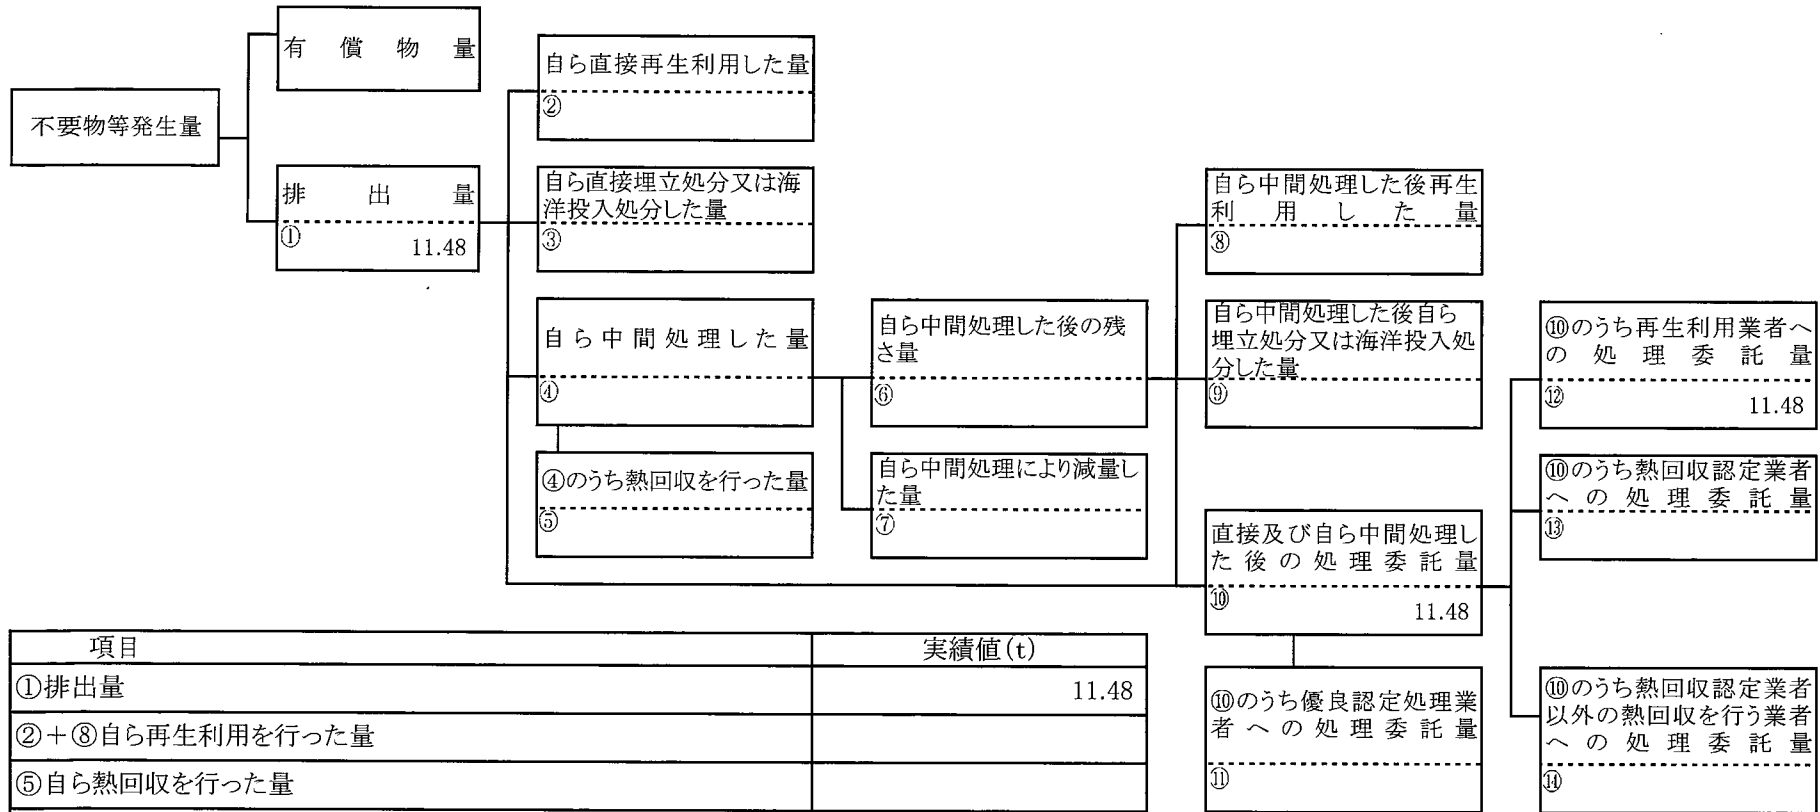 不要物等発生量
有償物量
排出量
①
11.48
自ら直接再生利用した量
②
自ら直接埋立処分又は海
洋投入処分した量
③
自ら中間処理した量
④
④のうち熱回収を行った量
⑤
自ら中間処理した後の残
さ量
⑥
自ら中間処理により減量し
た量
⑦
自ら中間処理した後再生
利用した量
⑧
自ら中間処理した後自ら
埋立処分又は海洋投入処
分した量
⑨
直接及び自ら中間処理し
た後の処理委託量
⑩
11.48
⑩のうち優良認定処理業
者への処理委託量
⑪
⑩のうち再生利用業者へ
の処理委託量
⑫
11.48
⑩のうち熱回収認定業者
への処理委託量
⑬
⑩のうち熱回収認定業者
以外の熱回収を行う業者
への処理委託量
⑭
項目 実績値(t)
①排出量 11.48
②+⑧自ら再生利用を行った量
⑤自ら熱回収を行った量